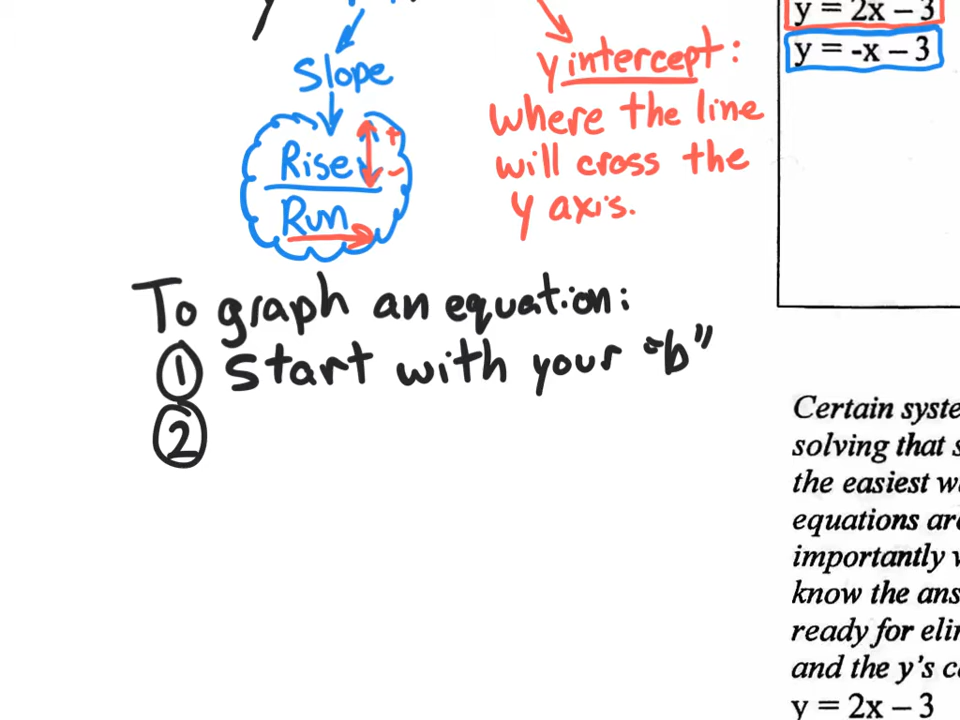 y = 2x – 3
y = -x – 3
Slope
Rise + -
Run
y intercept:
where the line
will cross the
y axis.
To graph an equation:
① Start with your "b"
②
Certain syste
solving that s
the easiest w
equations are
importantly v
know the ans
ready for elin
and the y's c
y = 2x – 3